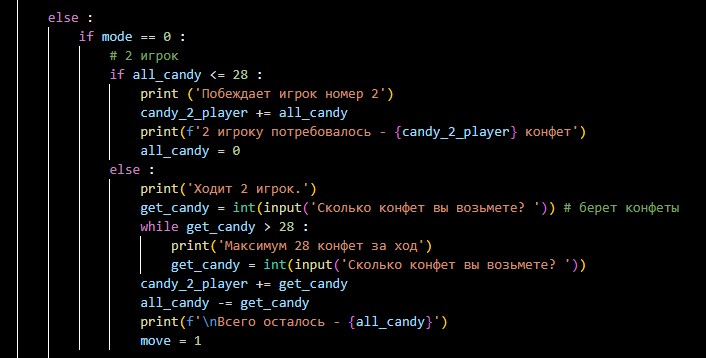 else :
if mode == 0 :
# 2 игрок
if all_candy <= 28 :
print ('Побеждает игрок номер 2')
candy_2_player += all_candy
print(f'2 игроку потребовалось - {candy_2_player} конфет')
all_candy = 0
else :
print('Ходит 2 игрок.')
get_candy = int(input('Сколько конфет вы возьмете? ')) # берет конфеты
while get_candy > 28 :
print('Максимум 28 конфет за ход')
get_candy = int(input('Сколько конфет вы возьмете? '))
candy_2_player += get_candy
all_candy -= get_candy
print(f'\nВсего осталось - {all_candy}')
move = 1